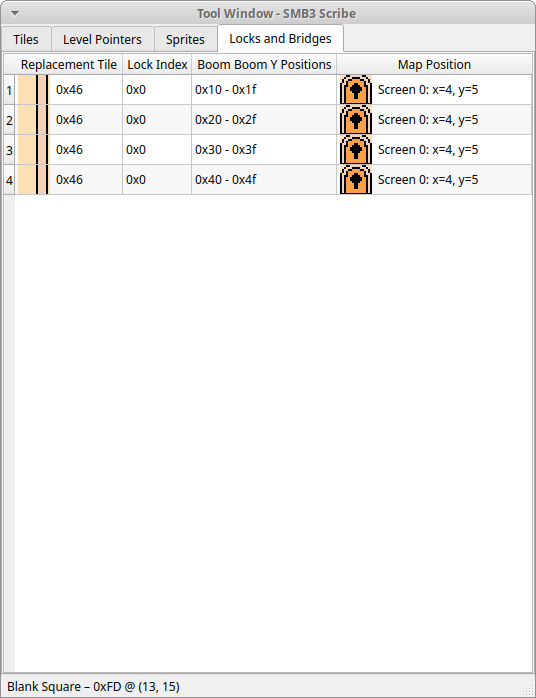 Tool Window - SMB3 Scribe
Tiles Level Pointers Sprites Locks and Bridges
Replacement Tile Lock Index Boom Boom Y Positions Map Position
1 0x46 0x0 0x10 - 0x1f Screen 0: x=4, y=5
2 0x46 0x0 0x20 - 0x2f Screen 0: x=4, y=5
3 0x46 0x0 0x30 - 0x3f Screen 0: x=4, y=5
4 0x46 0x0 0x40 - 0x4f Screen 0: x=4, y=5
Blank Square – 0xFD @ (13, 15)